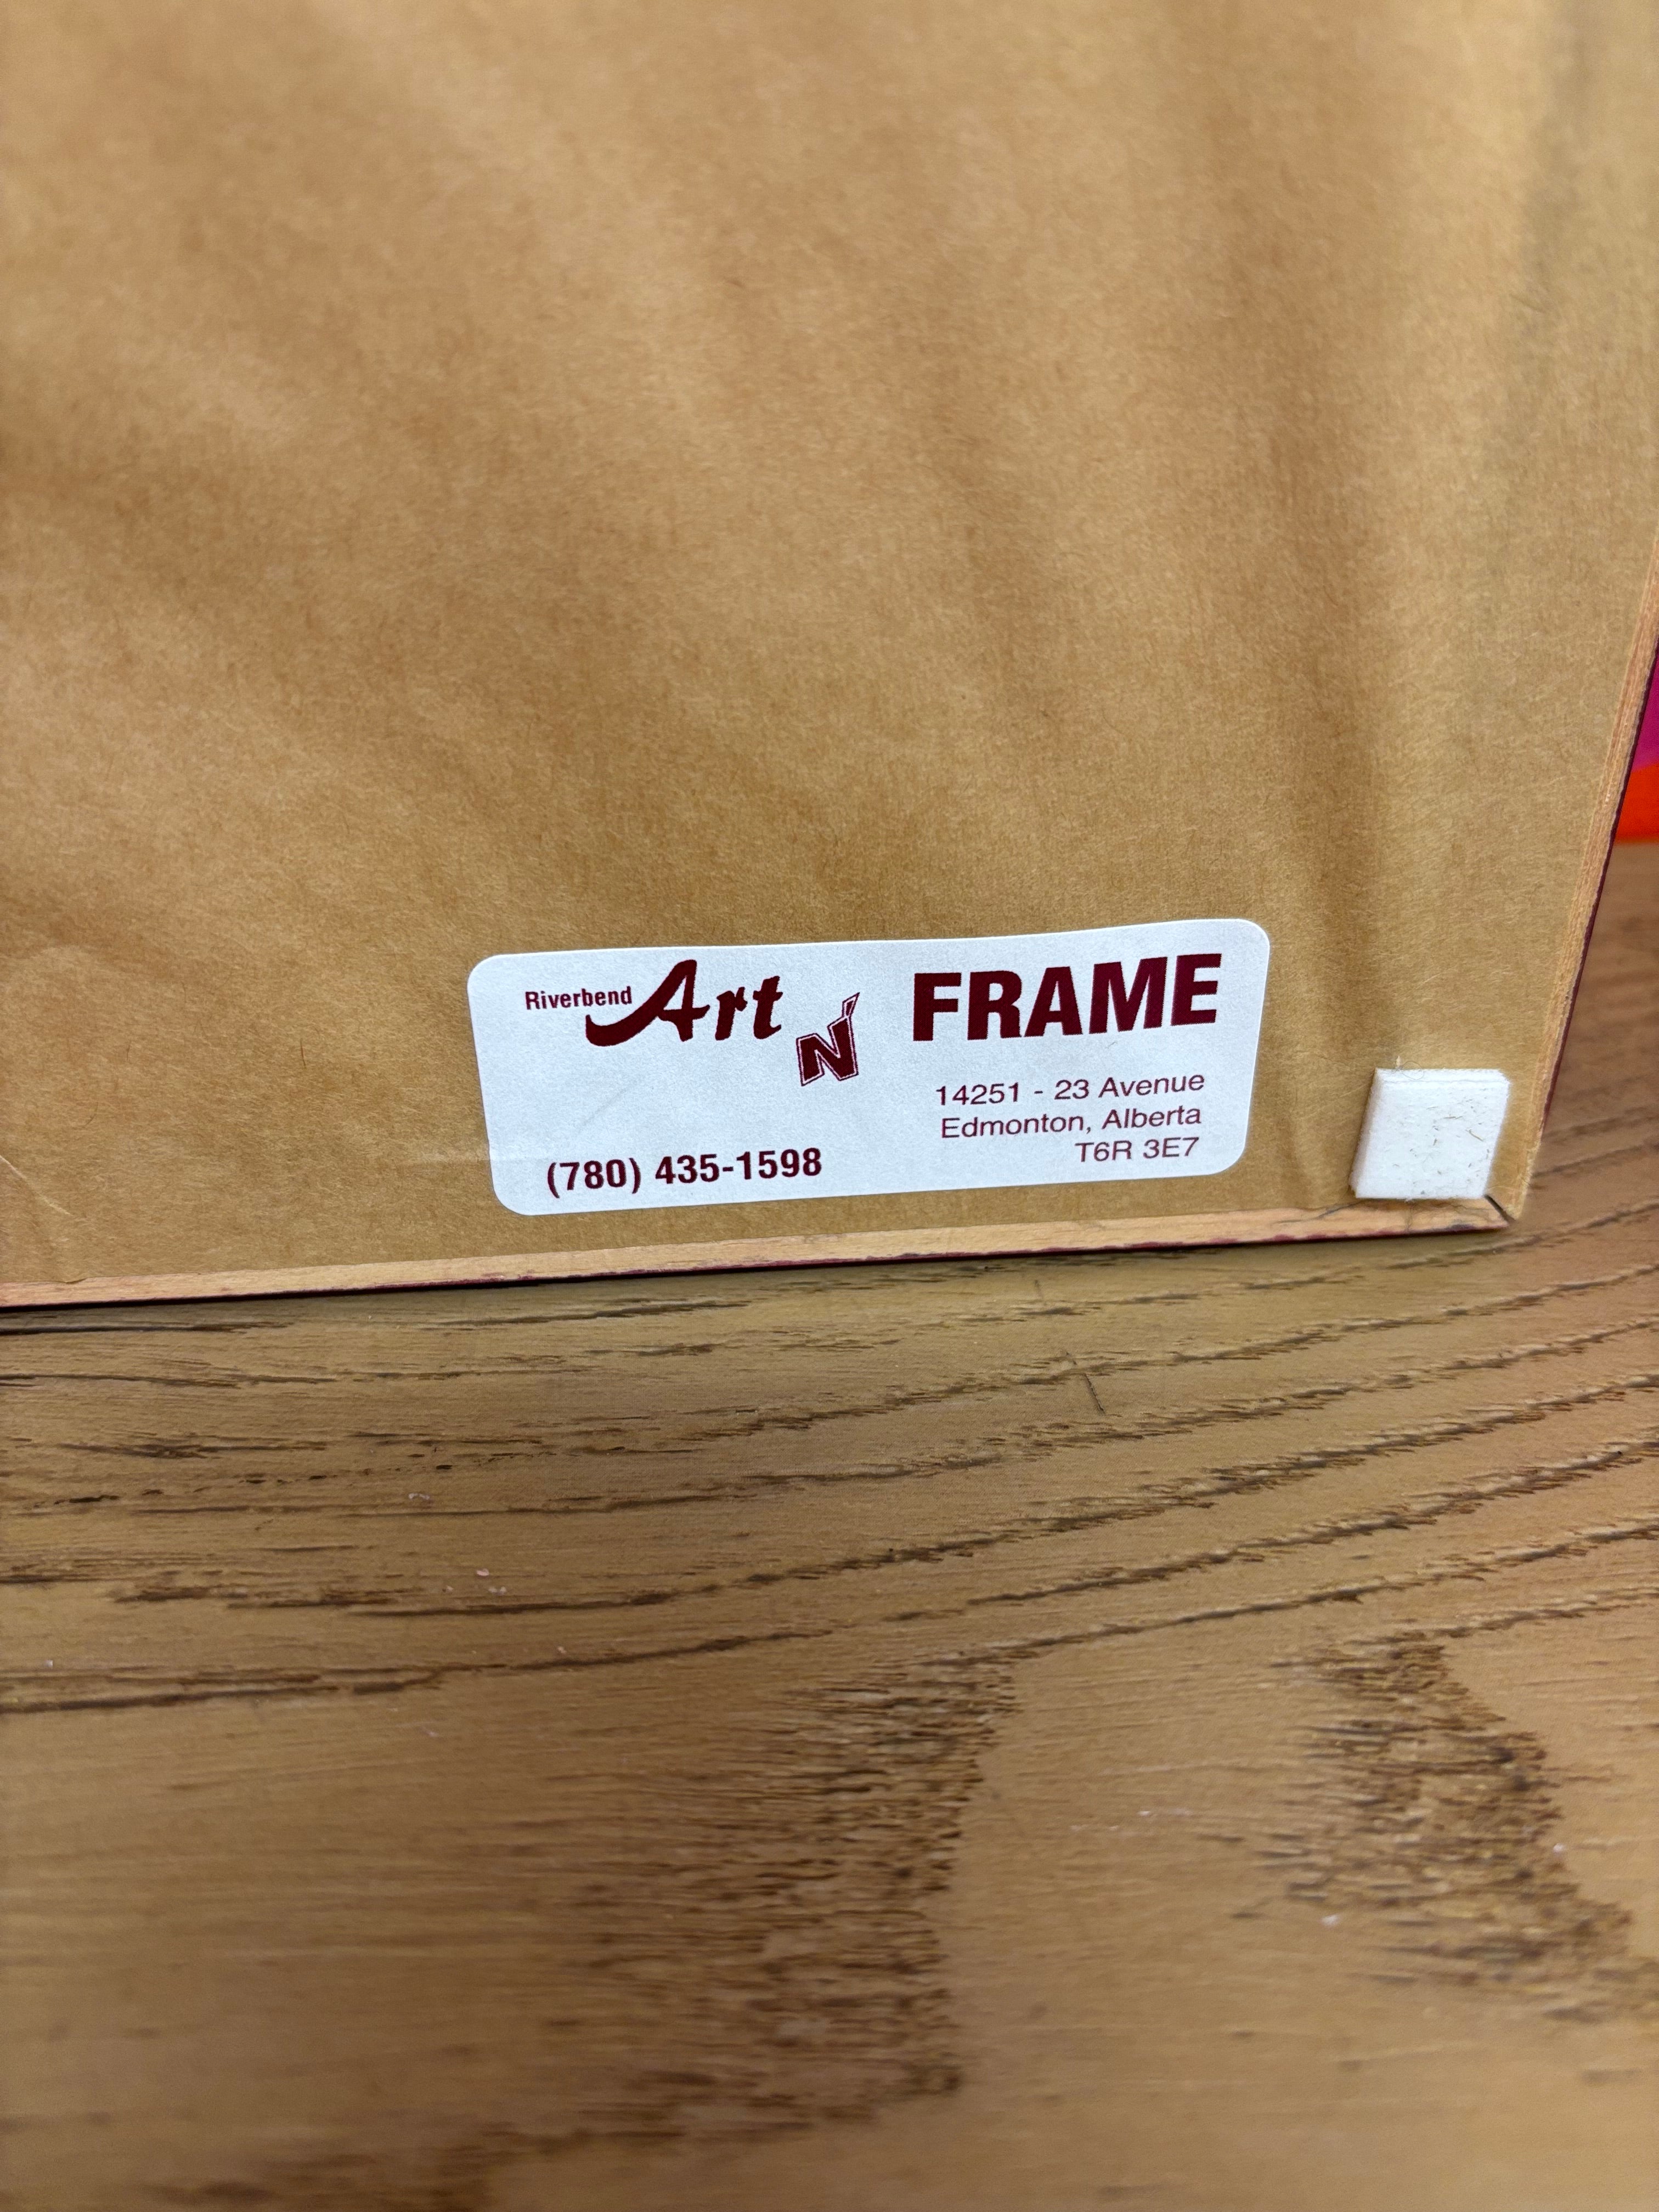 Riverbend Art N' FRAME
14251 - 23 Avenue
Edmonton, Alberta
T6R 3E7
(780) 435-1598